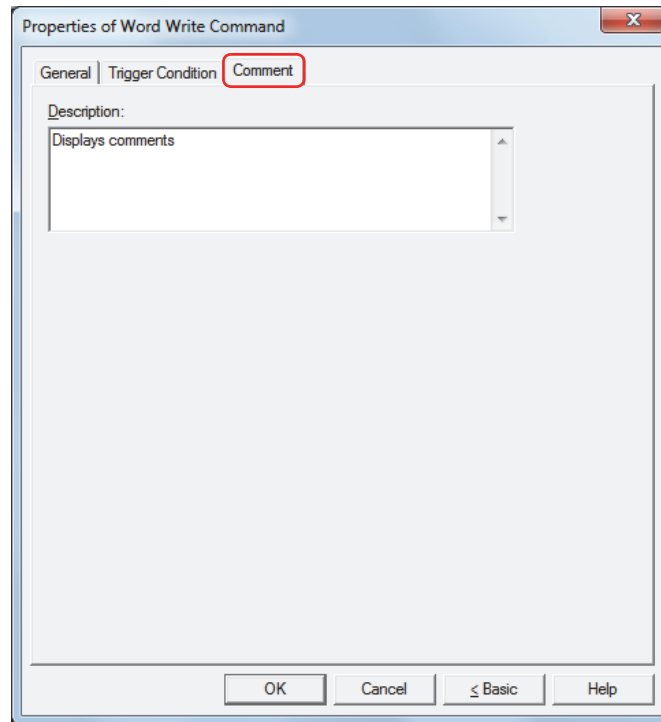 Properties of Word Write Command
General Trigger Condition Comment
Description:
Displays comments
OK Cancel ≤ Basic Help